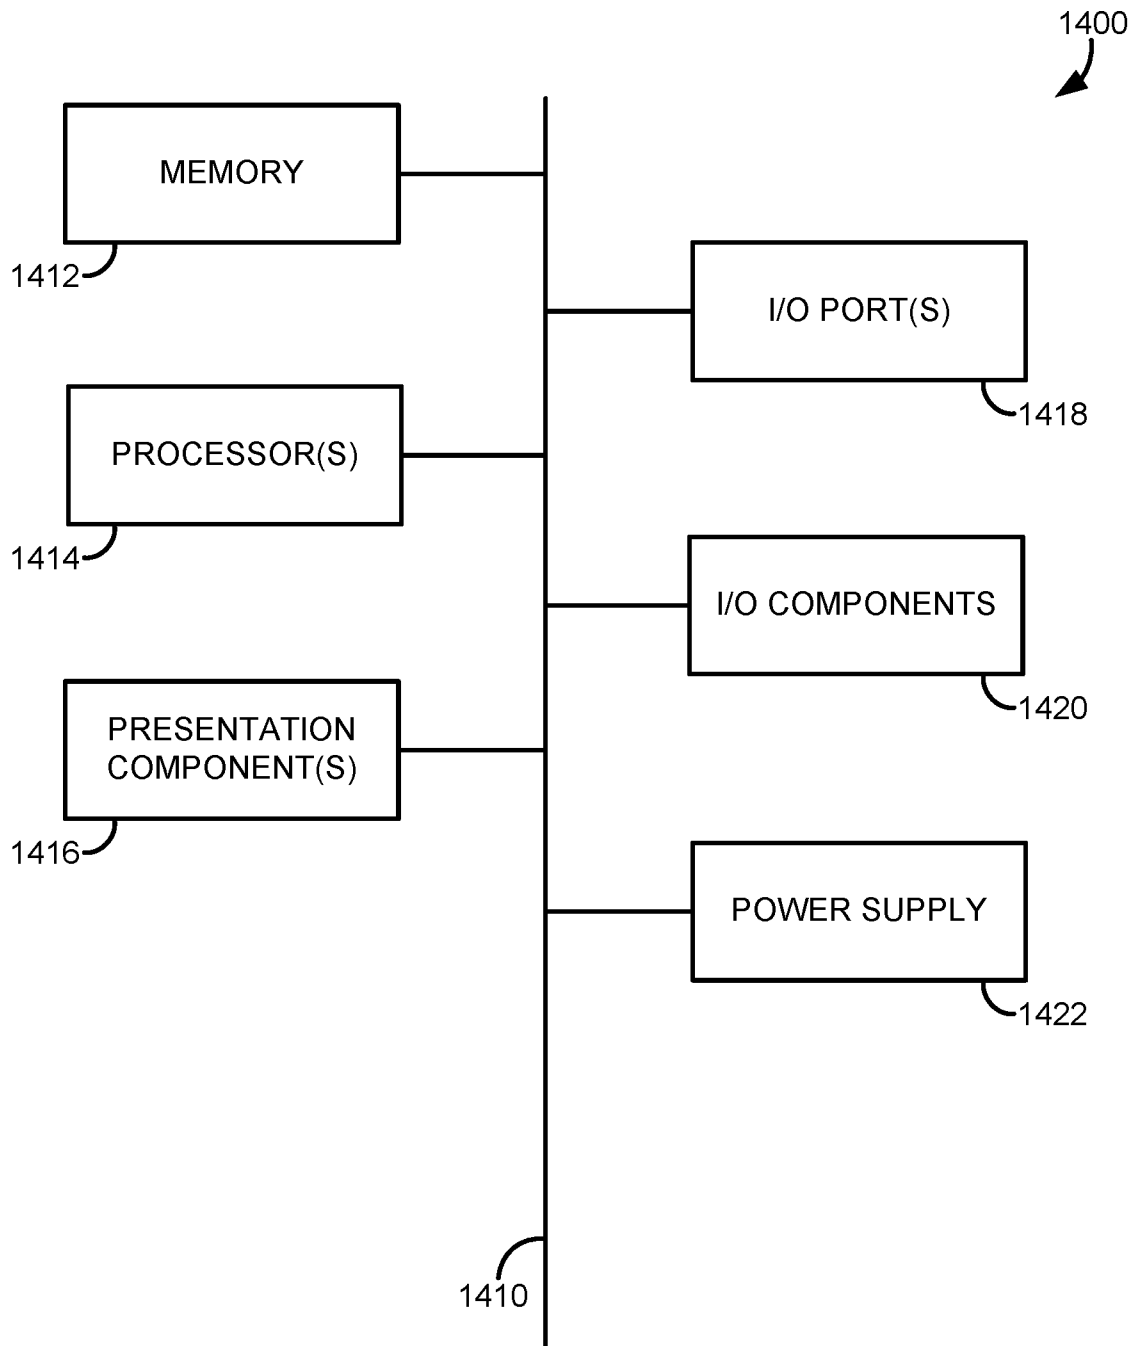 1400
MEMORY
1412
I/O PORT(S)
1418
PROCESSOR(S)
1414
I/O COMPONENTS
1420
PRESENTATION
COMPONENT(S)
1416
POWER SUPPLY
1422
1410